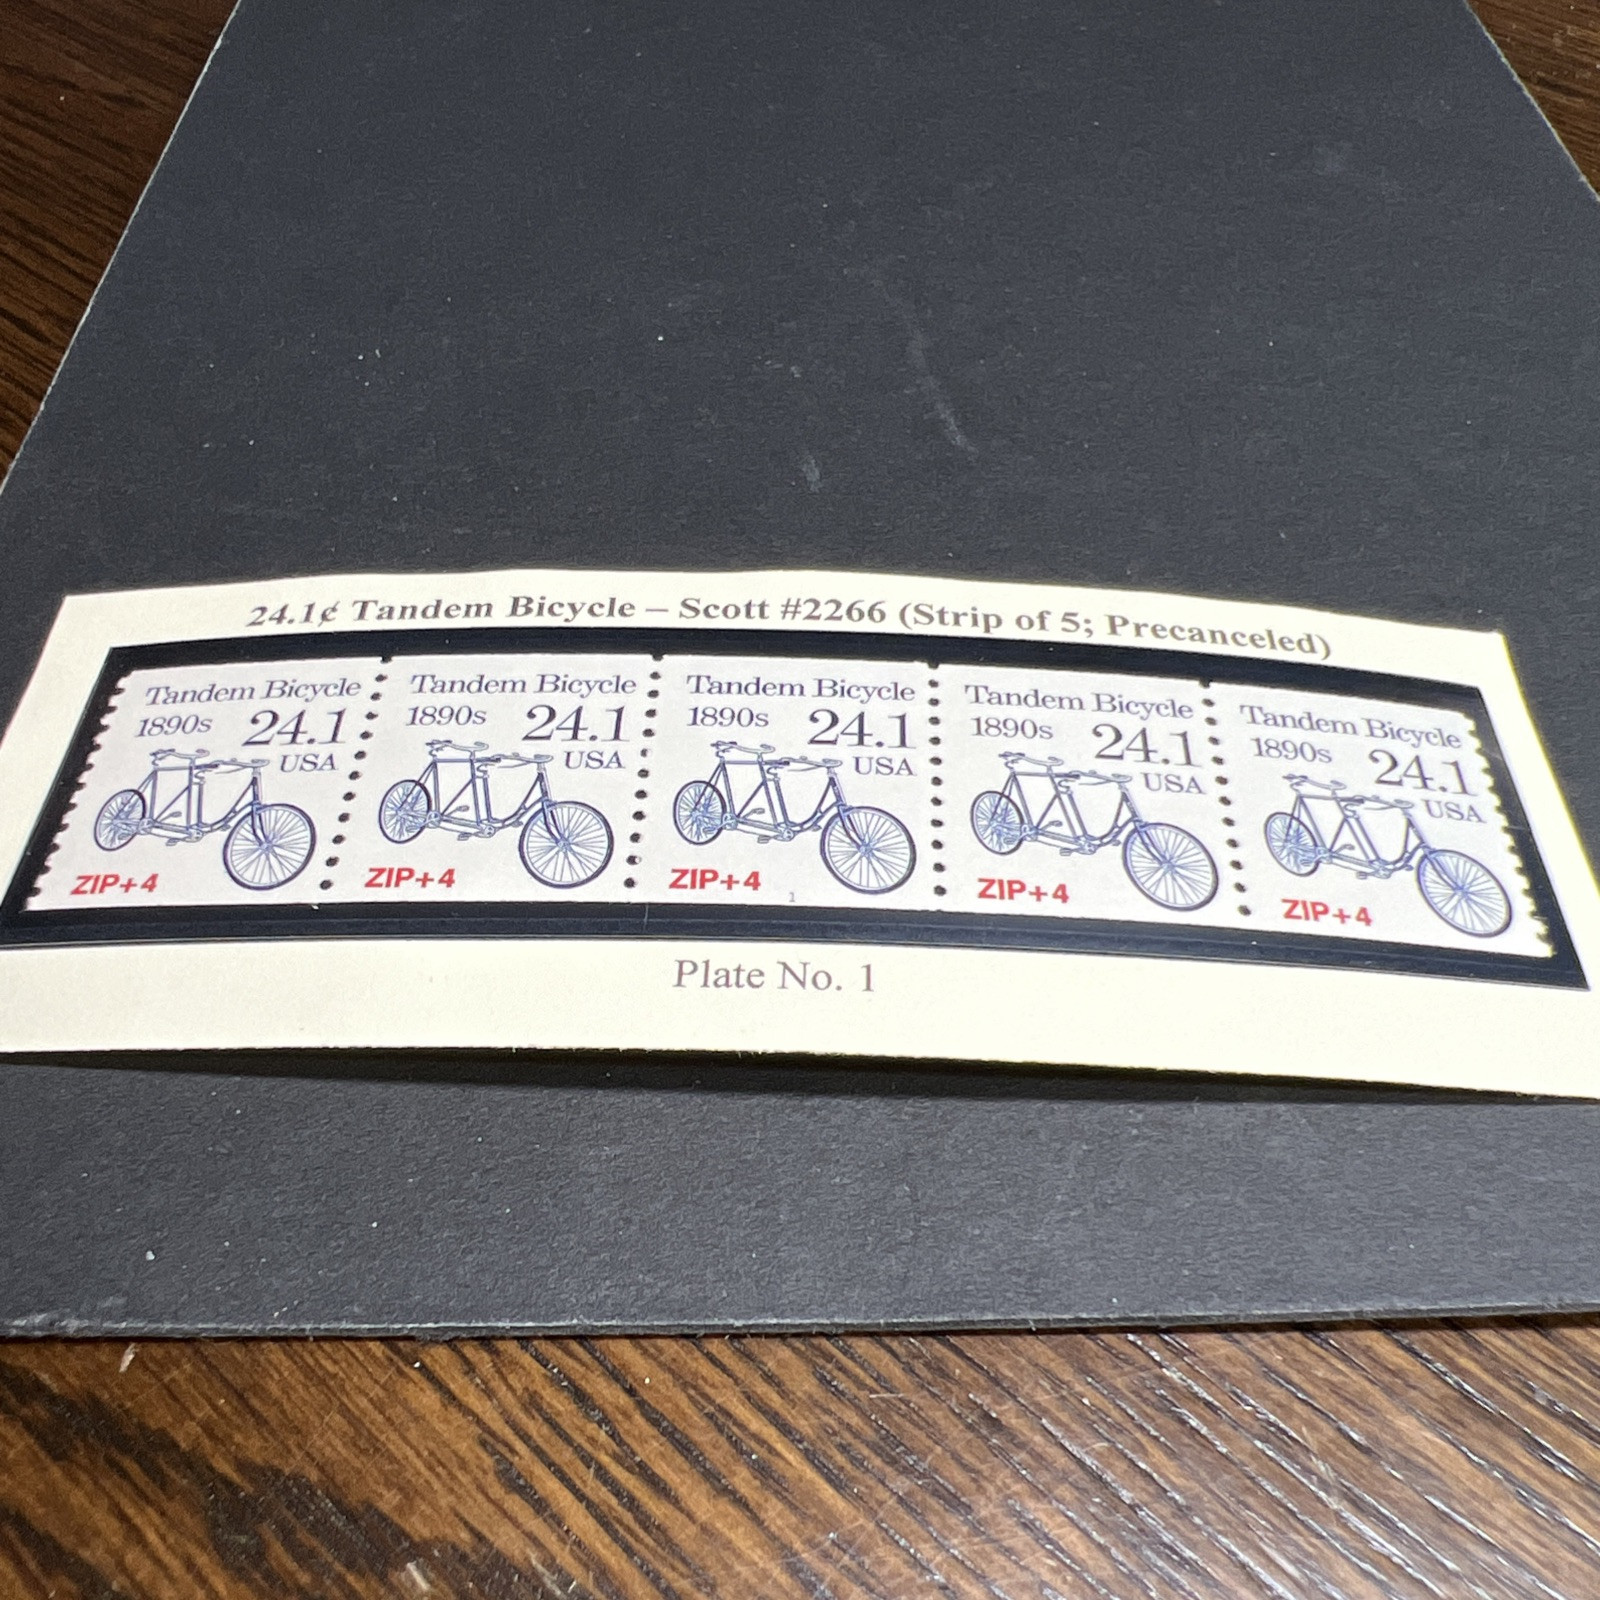 24.1¢ Tandem Bicycle – Scott #2266 (Strip of 5; Precanceled)
Tandem Bicycle
1890s 24.1
USA
ZIP+4
Tandem Bicycle
1890s 24.1
USA
ZIP+4
Tandem Bicycle
1890s 24.1
USA
ZIP+4
1
Tandem Bicycle
1890s 24.1
USA
ZIP+4
Tandem Bicycle
1890s 24.1
USA
ZIP+4
Plate No. 1